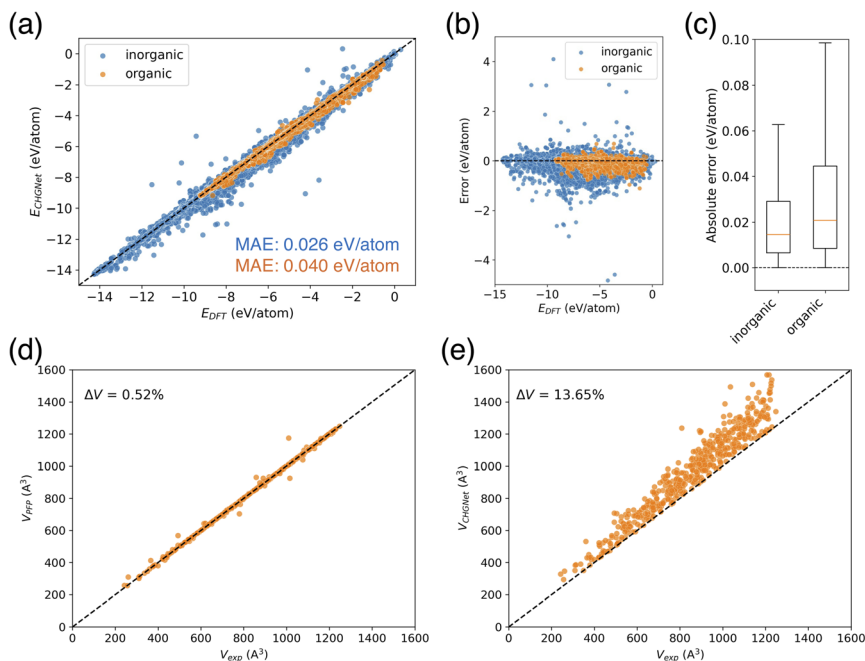 (a)
inorganic
organic
0
−2
−4
−6
−8
−10
−12
−14
E_CHGNet (eV/atom)
MAE: 0.026 eV/atom
MAE: 0.040 eV/atom
−14
−12
−10
−8
−6
−4
−2
0
E_DFT (eV/atom)
(b)
inorganic
organic
4
2
0
−2
−4
Error (eV/atom)
−15
−10
−5
0
E_DFT (eV/atom)
(c)
0.10
0.08
0.06
0.04
0.02
0.00
Absolute error (eV/atom)
inorganic
organic
(d)
ΔV = 0.52%
1600
1400
1200
1000
800
600
400
200
0
V_PFP (A³)
0
200
400
600
800
1000
1200
1400
1600
V_exp (A³)
(e)
ΔV = 13.65%
1600
1400
1200
1000
800
600
400
200
0
V_CHGNet (A³)
0
200
400
600
800
1000
1200
1400
1600
V_exp (A³)